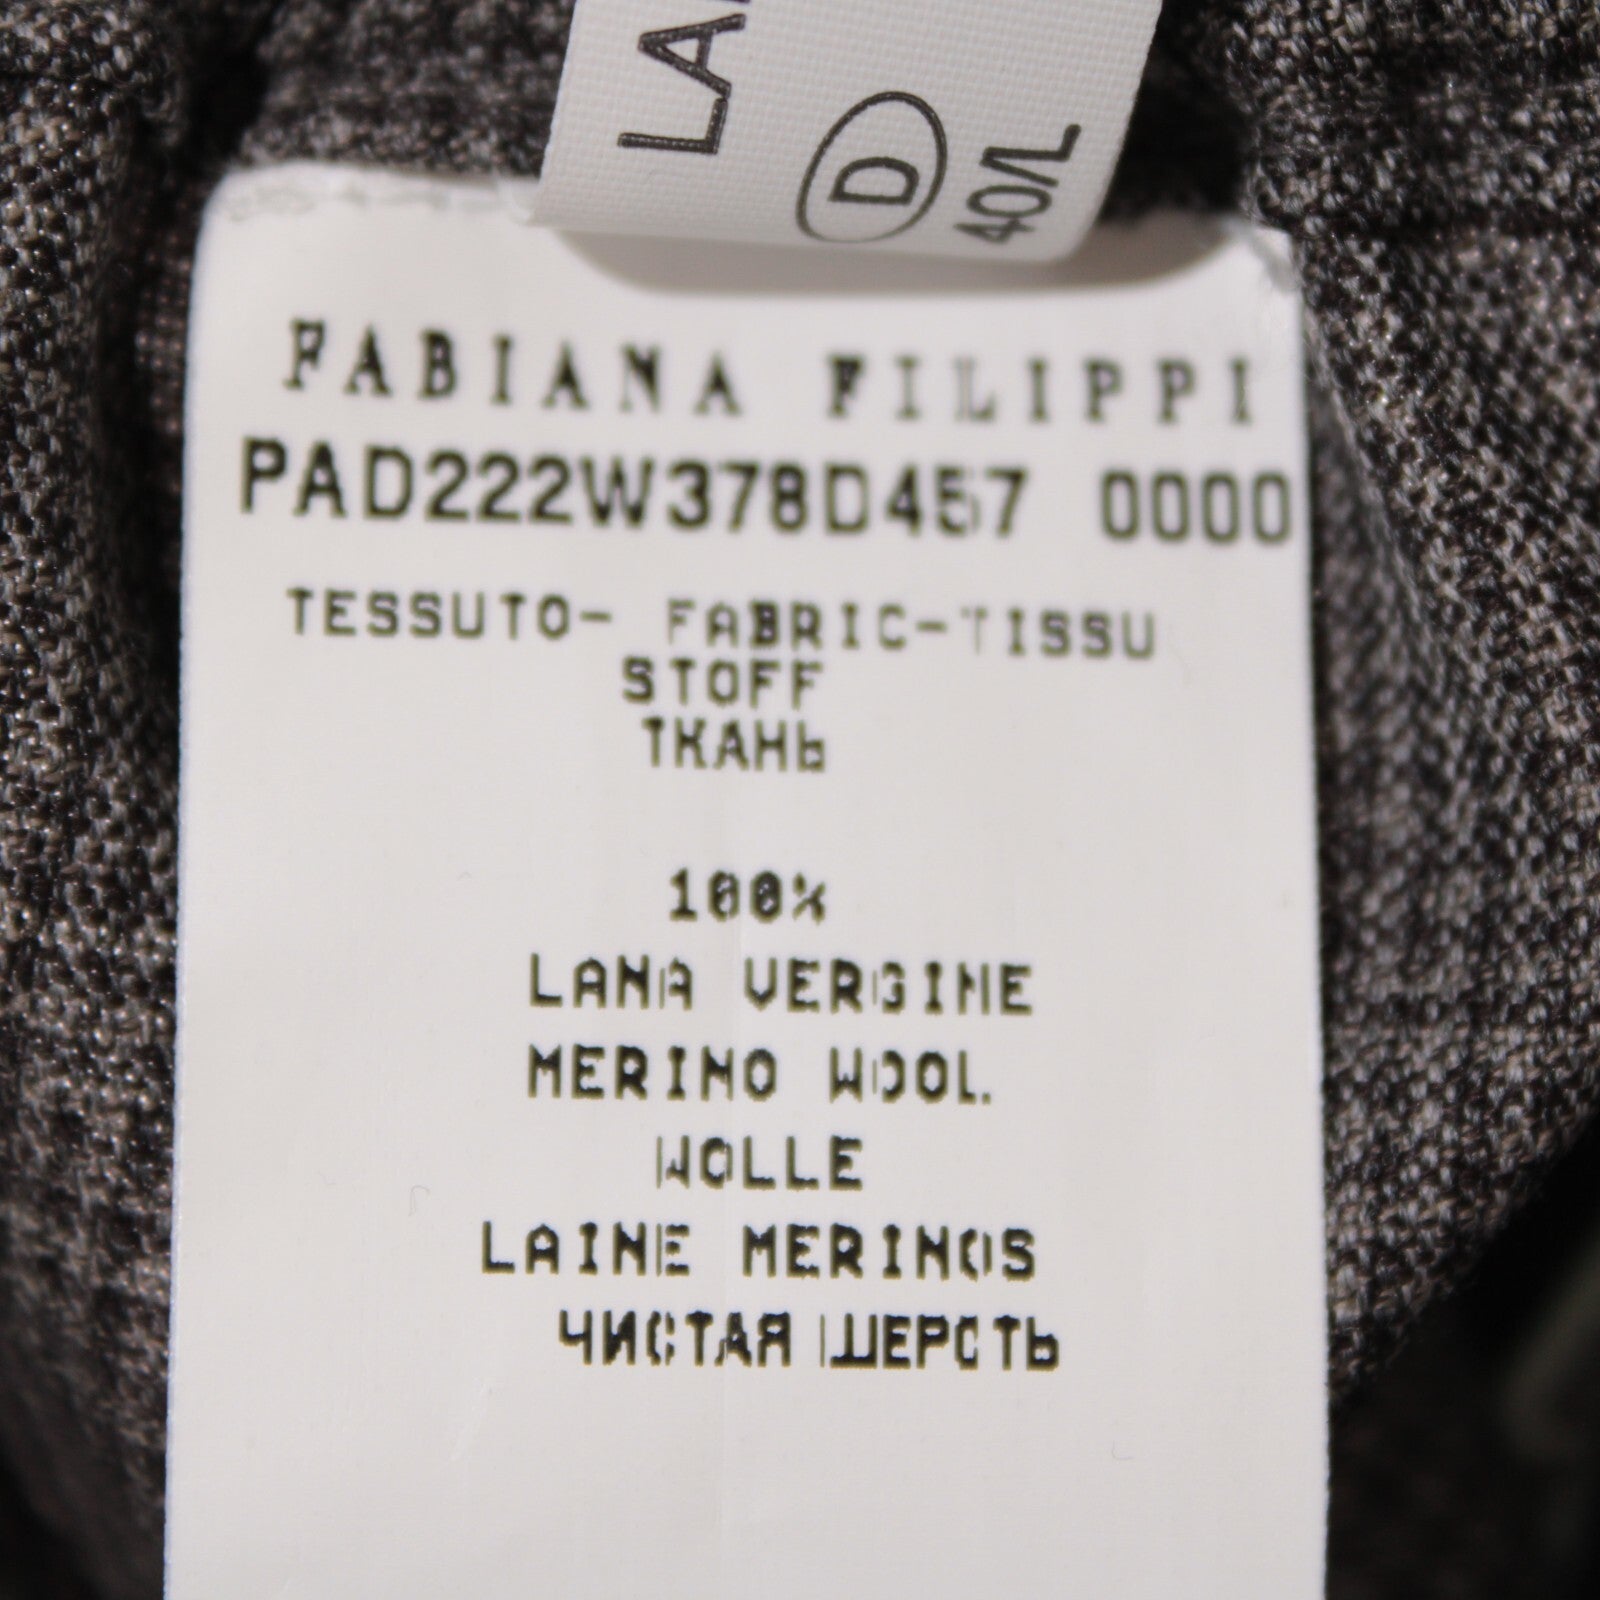 D
40/L
FABIANA FILIPPI
PAD222W378D457 0000
TESSUTO- FABRIC-TISSU
STOFF
ТКАНЬ
100%
LANA VERGINE
MERINO WOOL.
WOLLE
LAINE MERINOS
ЧИСТАЯ ШЕРСТЬ